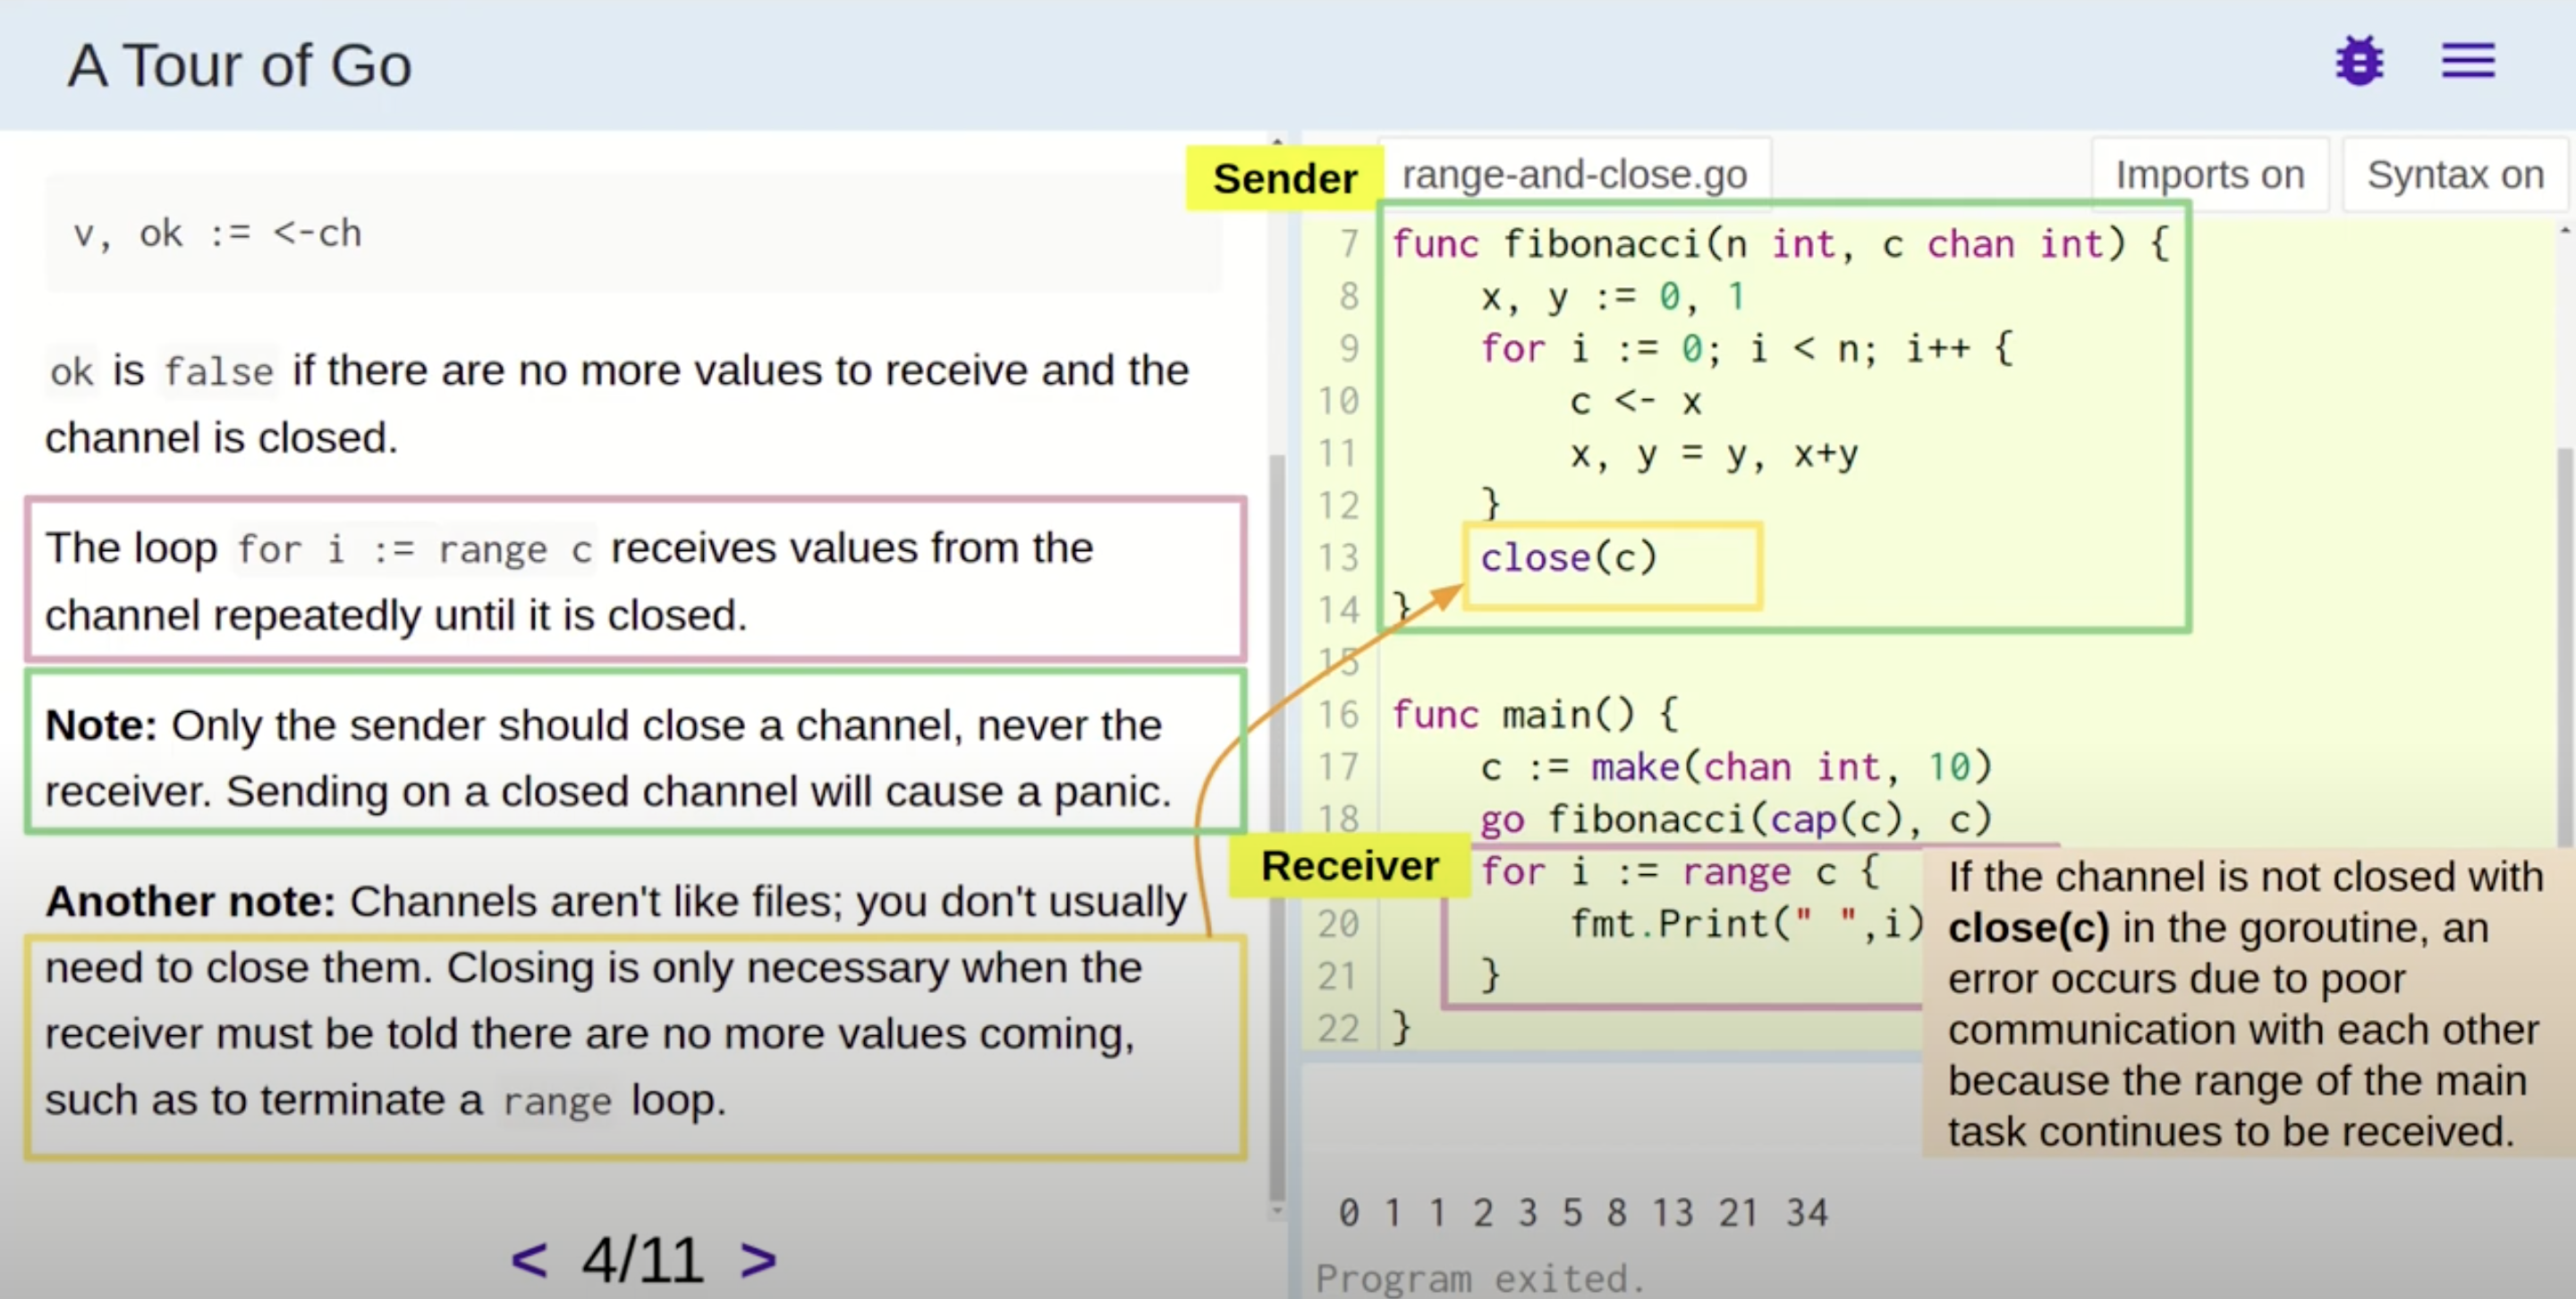 A Tour of Go
v, ok := <-ch
ok is false if there are no more values to receive and the
channel is closed.
The loop for i := range c receives values from the
channel repeatedly until it is closed.
Note: Only the sender should close a channel, never the
receiver. Sending on a closed channel will cause a panic.
Another note: Channels aren't like files; you don't usually
need to close them. Closing is only necessary when the
receiver must be told there are no more values coming,
such as to terminate a range loop.
< 4/11 >
Sender
range-and-close.go
Imports on
Syntax on
7 func fibonacci(n int, c chan int) {
8 x, y := 0, 1
9 for i := 0; i < n; i++ {
10 c <- x
11 x, y = y, x+y
12 }
13 close(c)
14 }
15
16 func main() {
17 c := make(chan int, 10)
18 go fibonacci(cap(c), c)
Receiver
for i := range c {
20 fmt.Print(" ",i)
21 }
22 }
If the channel is not closed with
close(c) in the goroutine, an
error occurs due to poor
communication with each other
because the range of the main
task continues to be received.
0 1 1 2 3 5 8 13 21 34
Program exited.